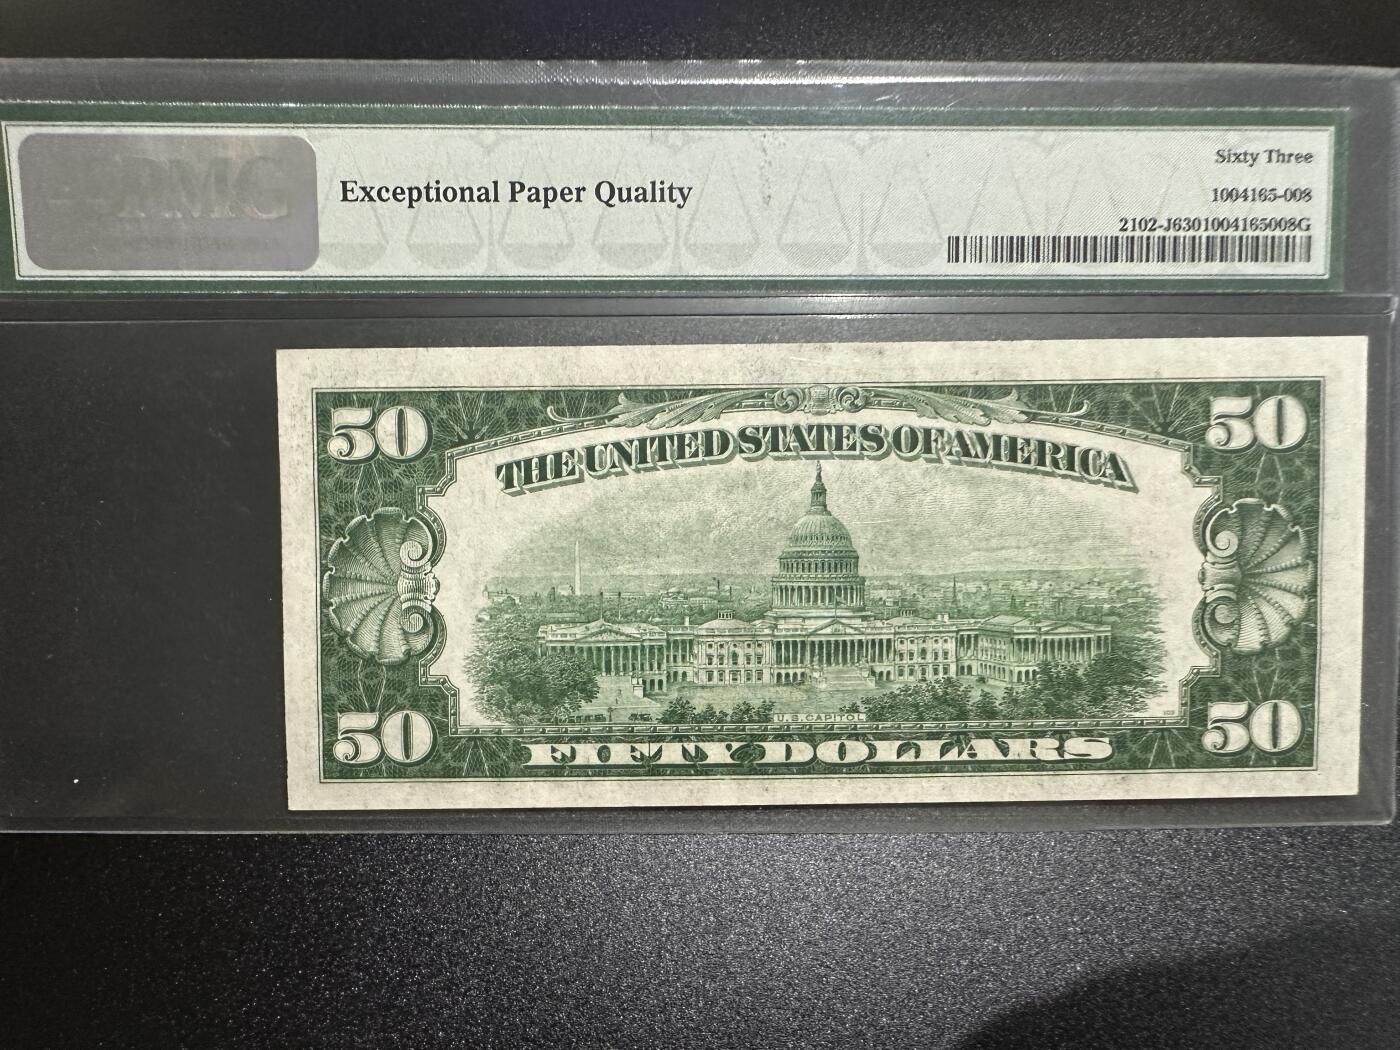 PMG
Exceptional Paper Quality
Sixty Three
1004165-008
2102-J6301004165008G
50
50
THE UNITED STATES OF AMERICA
U.S. CAPITOL
50
50
FIFTY DOLLARS